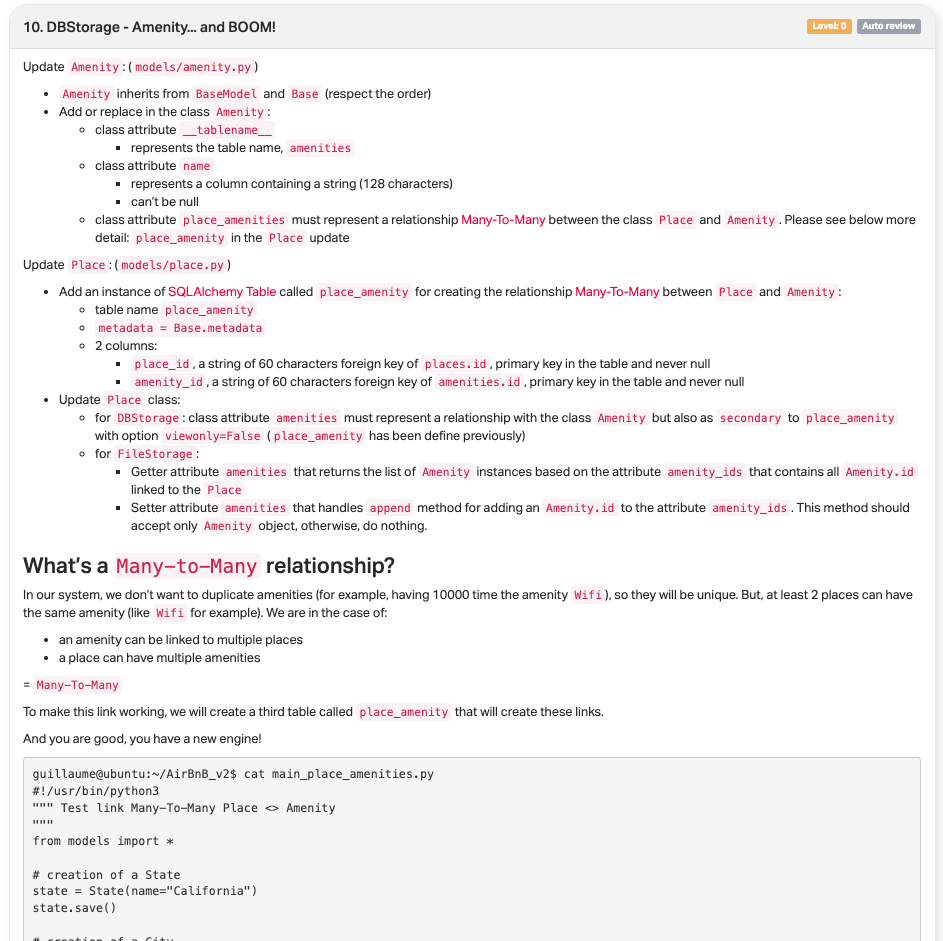 10. DBStorage - Amenity... and BOOM!
Level: 0 Auto review
Update Amenity: (models/amenity.py)
Amenity inherits from BaseModel and Base (respect the order)
Add or replace in the class Amenity:
class attribute __tablename__
represents the table name, amenities
class attribute name
represents a column containing a string (128 characters)
can't be null
class attribute place_amenities must represent a relationship Many-To-Many between the class Place and Amenity. Please see below more
detail: place_amenity in the Place update
Update Place: (models/place.py)
Add an instance of SQLAlchemy Table called place_amenity for creating the relationship Many-To-Many between Place and Amenity:
table name place_amenity
metadata = Base.metadata
2 columns:
place_id, a string of 60 characters foreign key of places.id, primary key in the table and never null
amenity_id, a string of 60 characters foreign key of amenities.id, primary key in the table and never null
Update Place class:
for DBStorage: class attribute amenities must represent a relationship with the class Amenity but also as secondary to place_amenity
with option viewonly=False (place_amenity has been define previously)
for FileStorage:
Getter attribute amenities that returns the list of Amenity instances based on the attribute amenity_ids that contains all Amenity.id
linked to the Place
Setter attribute amenities that handles append method for adding an Amenity.id to the attribute amenity_ids. This method should
accept only Amenity object, otherwise, do nothing.
What's a Many-to-Many relationship?
In our system, we don't want to duplicate amenities (for example, having 10000 time the amenity Wifi), so they will be unique. But, at least 2 places can have
the same amenity (like Wifi for example). We are in the case of:
an amenity can be linked to multiple places
a place can have multiple amenities
= Many-To-Many
To make this link working, we will create a third table called place_amenity that will create these links.
And you are good, you have a new engine!
guillaume@ubuntu:~/AirBnB_v2$ cat main_place_amenities.py
#!/usr/bin/python3
""" Test link Many-To-Many Place <> Amenity
"""
from models import *
# creation of a State
state = State(name="California")
state.save()
# creation of a City